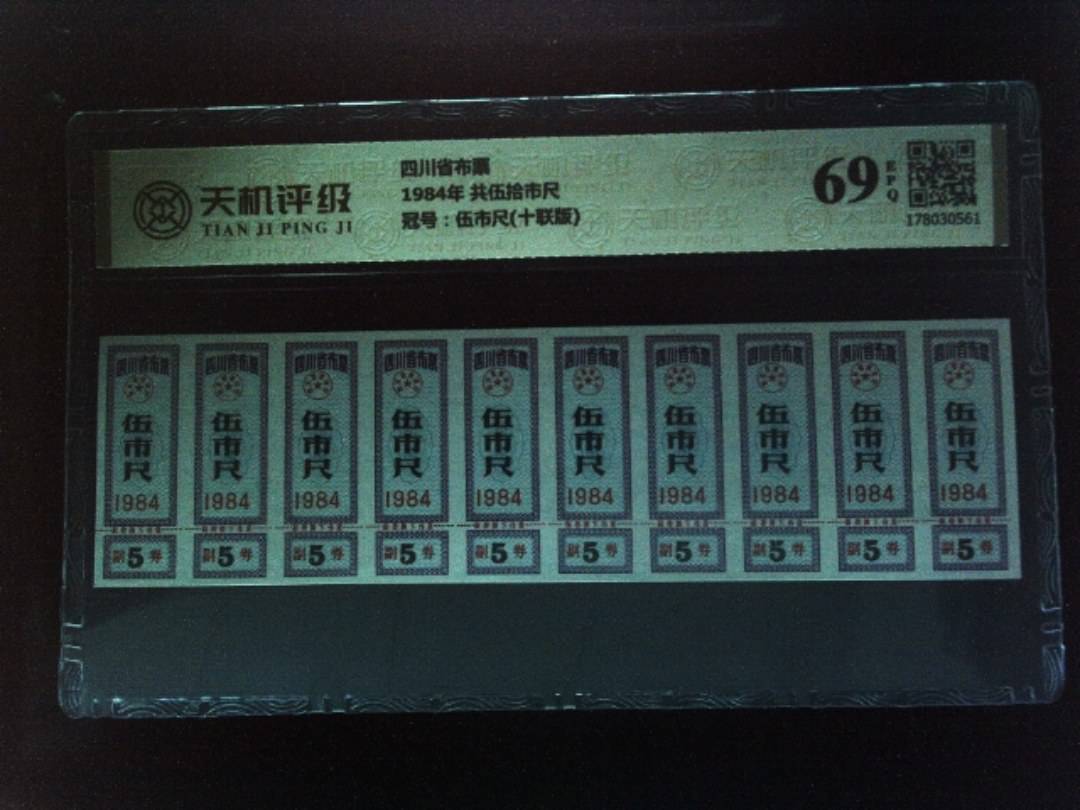 天机评级
TIAN JI PING JI
四川省布票
1984年 共伍拾市尺
冠号：伍市尺(十联版)
69
EPQ
178030561
四川省布票 四川省布票 四川省布票 四川省布票 四川省布票 四川省布票 四川省布票 四川省布票 四川省布票 四川省布票
伍市尺 伍市尺 伍市尺 伍市尺 伍市尺 伍市尺 伍市尺 伍市尺 伍市尺 伍市尺
1984 1984 1984 1984 1984 1984 1984 1984 1984 1984
副5券 副5券 副5券 副5券 副5券 副5券 副5券 副5券 副5券 副5券